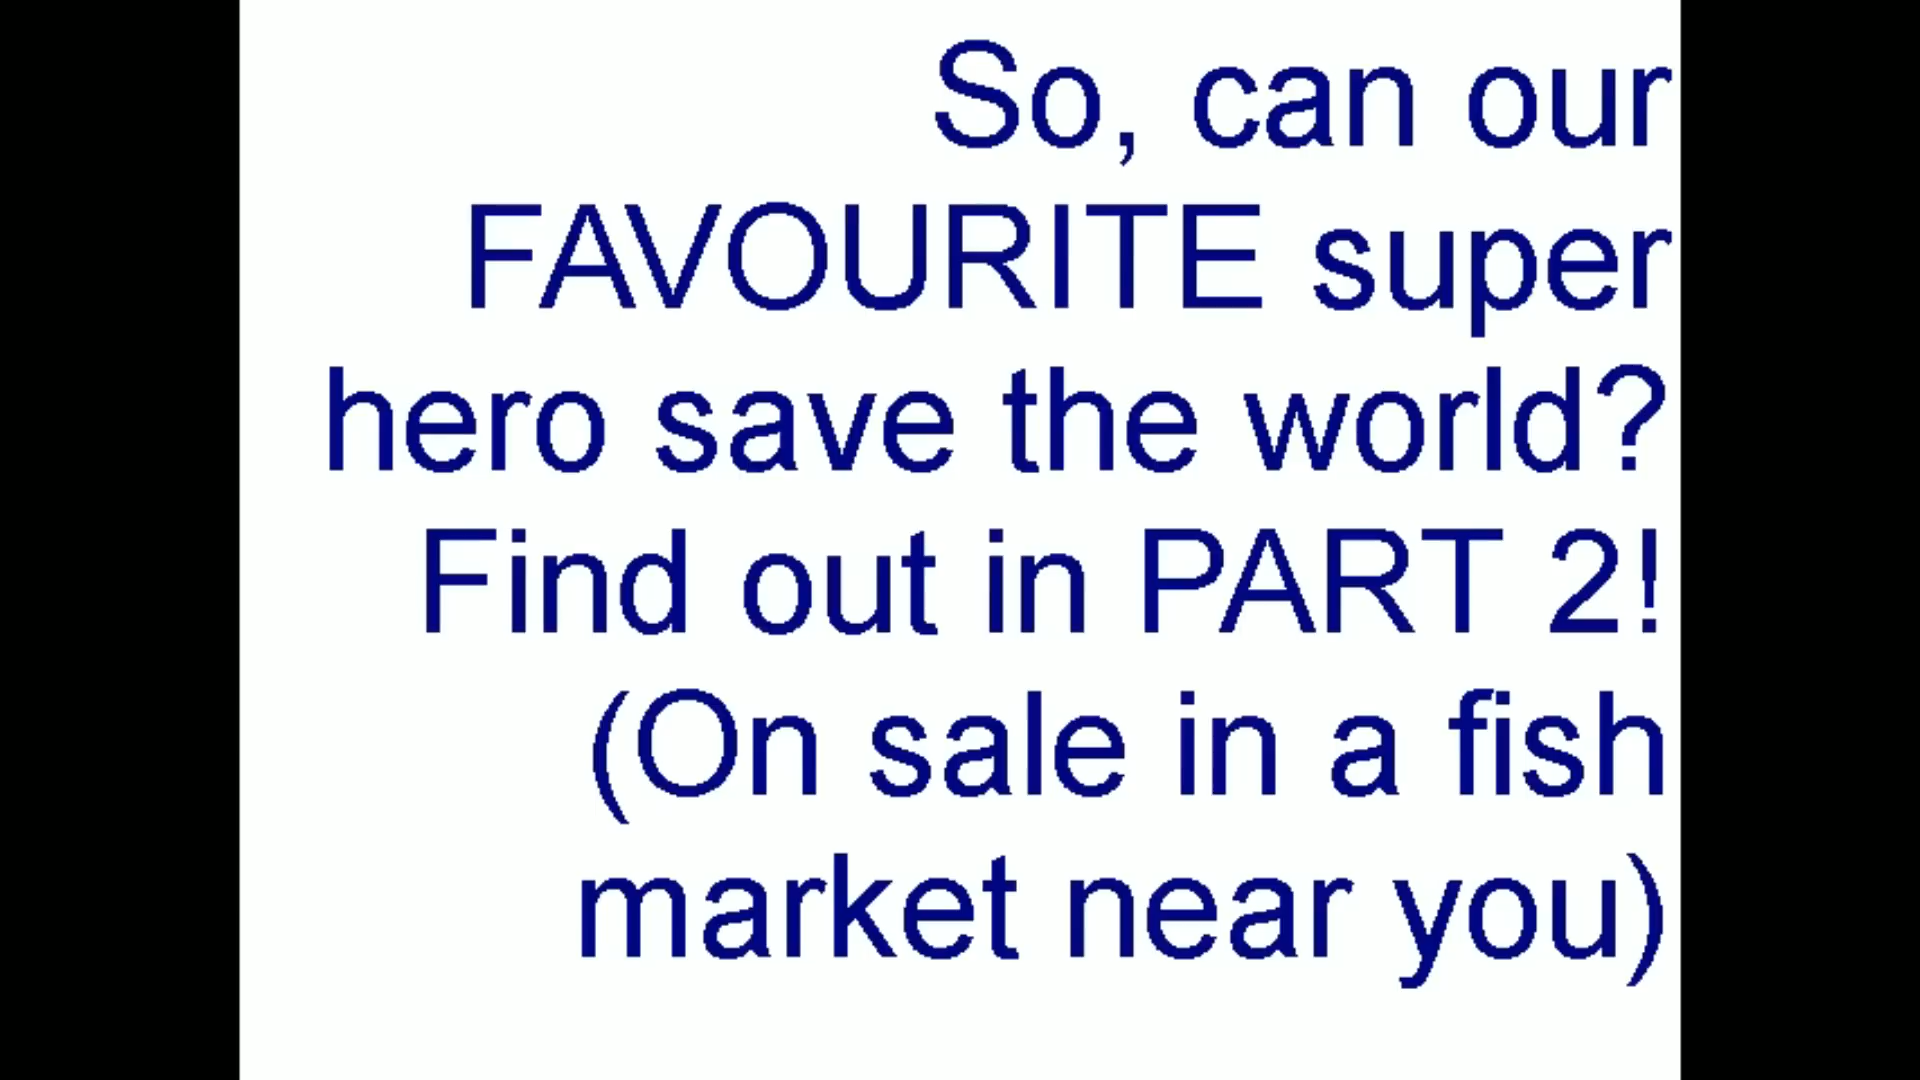 So, can our
FAVOURITE super
hero save the world?
Find out in PART 2!
(On sale in a fish
market near you)